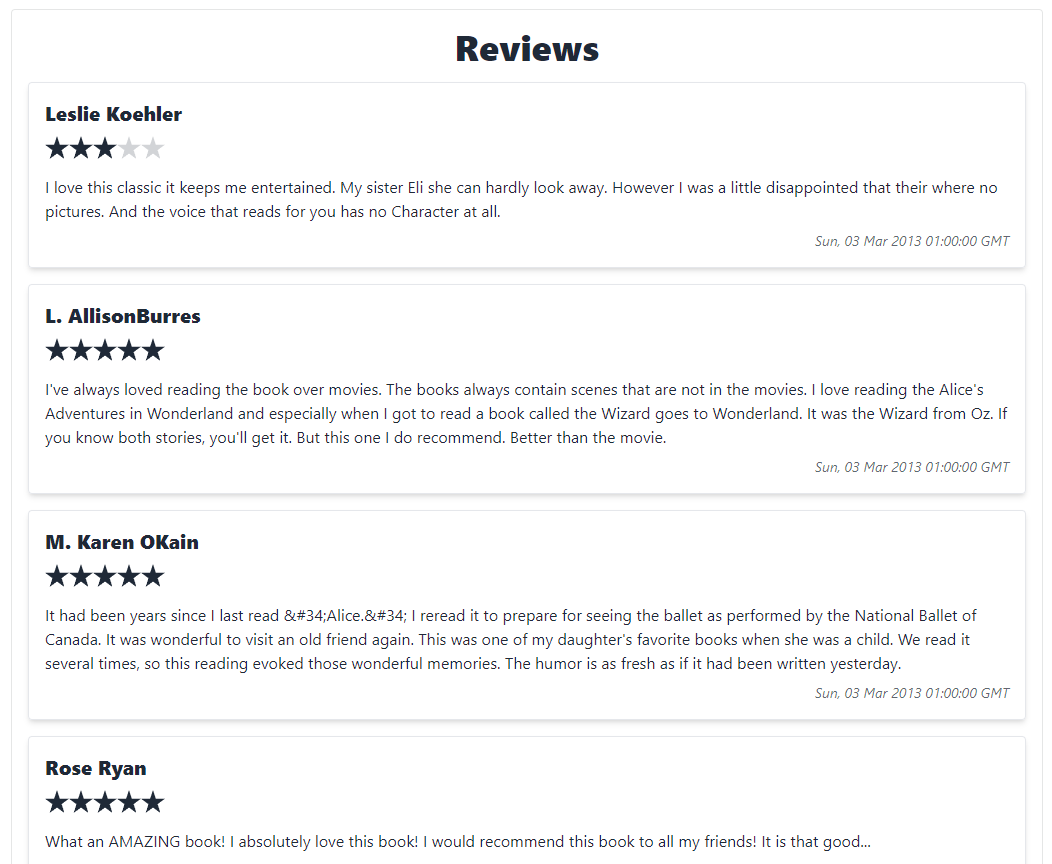 Reviews
Leslie Koehler
I love this classic it keeps me entertained. My sister Eli she can hardly look away. However I was a little disappointed that their where no
pictures. And the voice that reads for you has no Character at all.
Sun, 03 Mar 2013 01:00:00 GMT
L. AllisonBurres
I've always loved reading the book over movies. The books always contain scenes that are not in the movies. I love reading the Alice's
Adventures in Wonderland and especially when I got to read a book called the Wizard goes to Wonderland. It was the Wizard from Oz. If
you know both stories, you'll get it. But this one I do recommend. Better than the movie.
Sun, 03 Mar 2013 01:00:00 GMT
M. Karen OKain
It had been years since I last read &#34;Alice.&#34; I reread it to prepare for seeing the ballet as performed by the National Ballet of
Canada. It was wonderful to visit an old friend again. This was one of my daughter's favorite books when she was a child. We read it
several times, so this reading evoked those wonderful memories. The humor is as fresh as if it had been written yesterday.
Sun, 03 Mar 2013 01:00:00 GMT
Rose Ryan
What an AMAZING book! I absolutely love this book! I would recommend this book to all my friends! It is that good...